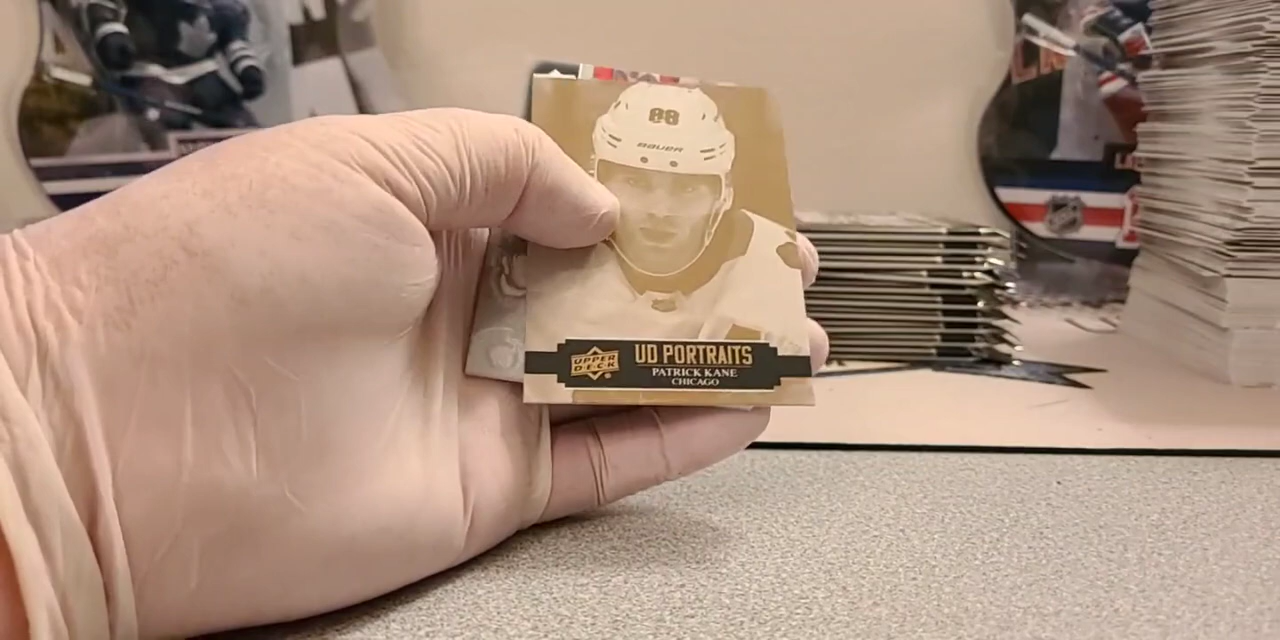 88
BAUER
UPPER
DECK
UD PORTRAITS
PATRICK KANE
CHICAGO